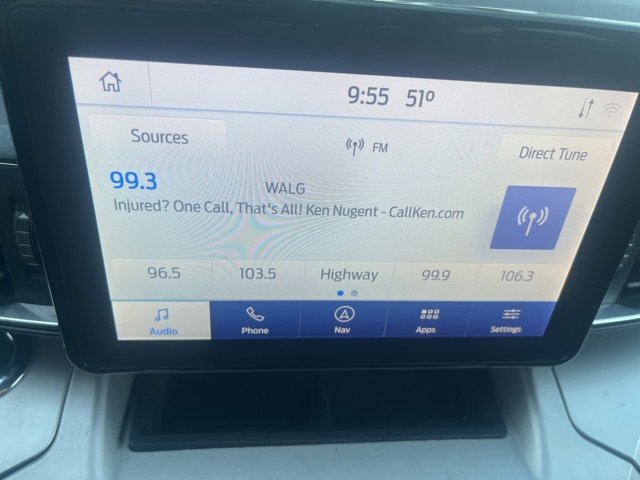 9:55 51º
Sources
FM
Direct Tune
99.3
WALG
Injured? One Call, That's All! Ken Nugent - CallKen.com
96.5 103.5 Highway 99.9 106.3
Audio Phone Nav Apps Settings